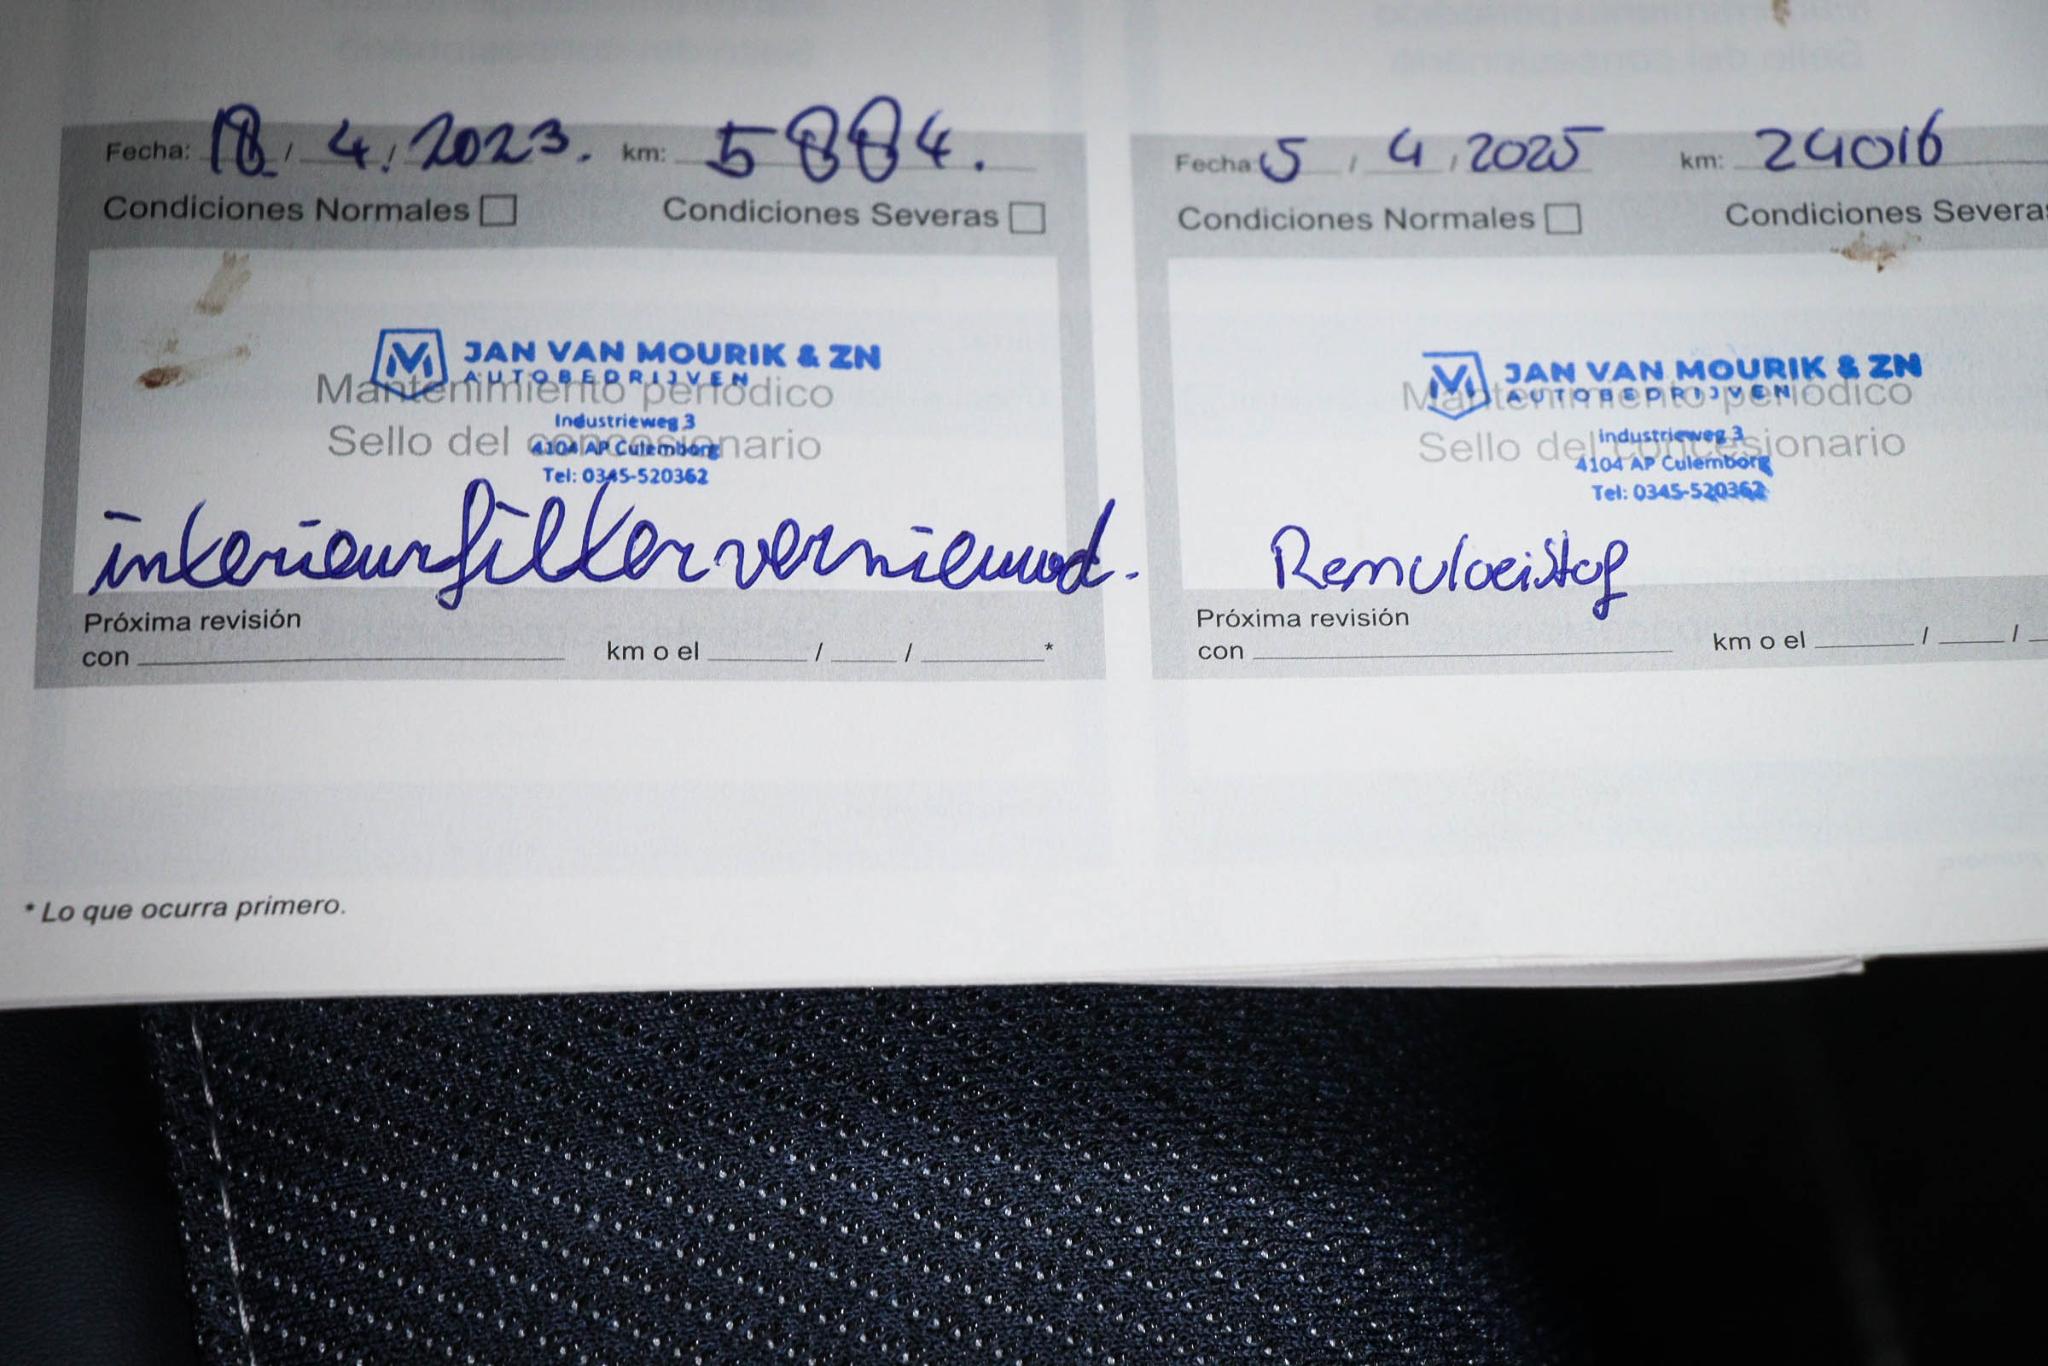 Fecha: 18 / 4 / 2023. km: 5884.
Condiciones Normales Condiciones Severas
JAN VAN MOURIK & ZN
AUTOBEDRIJVEN
Mantenimiento periódico
Industrieweg 3
Sello del concesionario
4104 AP Culemborg
Tel: 0345-520362
interieurfilter vernieuwd.
Próxima revisión
con km o el / / *
Fecha 5 / 4 / 2025 km: 24016
Condiciones Normales Condiciones Severas
JAN VAN MOURIK & ZN
AUTOBEDRIJVEN
Mantenimiento periódico
Industrieweg 3
Sello del concesionario
4104 AP Culemborg
Tel: 0345-520362
Remvloeistof
Próxima revisión
con km o el / /
* Lo que ocurra primero.